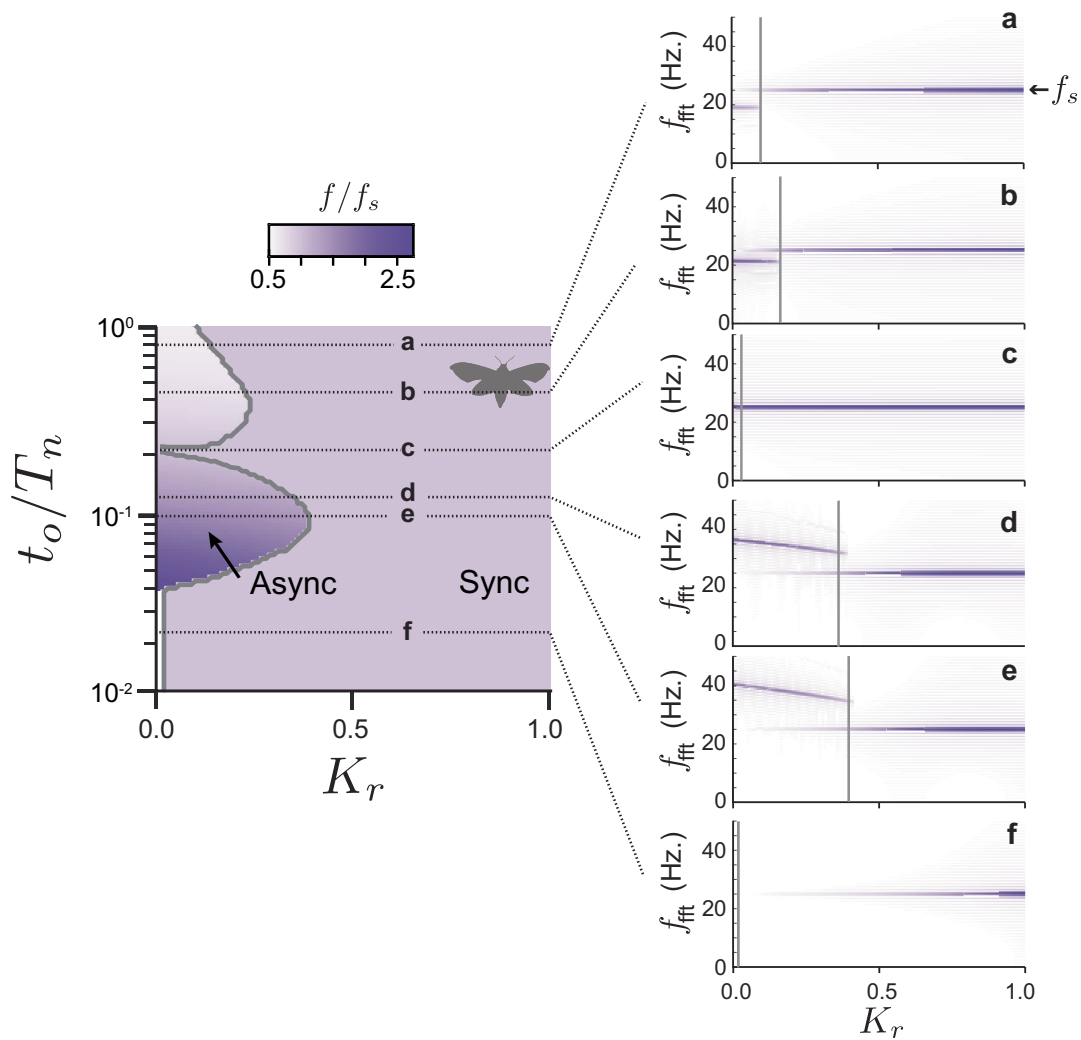 f/f_s
0.5 2.5
t_o/T_n
10^0
10^-1
10^-2
a
b
c
d
e
f
Async
Sync
0.0 0.5 1.0
K_r
a
f_fft (Hz.)
40
20
0
←f_s
b
f_fft (Hz.)
40
20
0
c
f_fft (Hz.)
40
20
0
d
f_fft (Hz.)
40
20
0
e
f_fft (Hz.)
40
20
0
f
f_fft (Hz.)
40
20
0
0.0 0.5 1.0
K_r